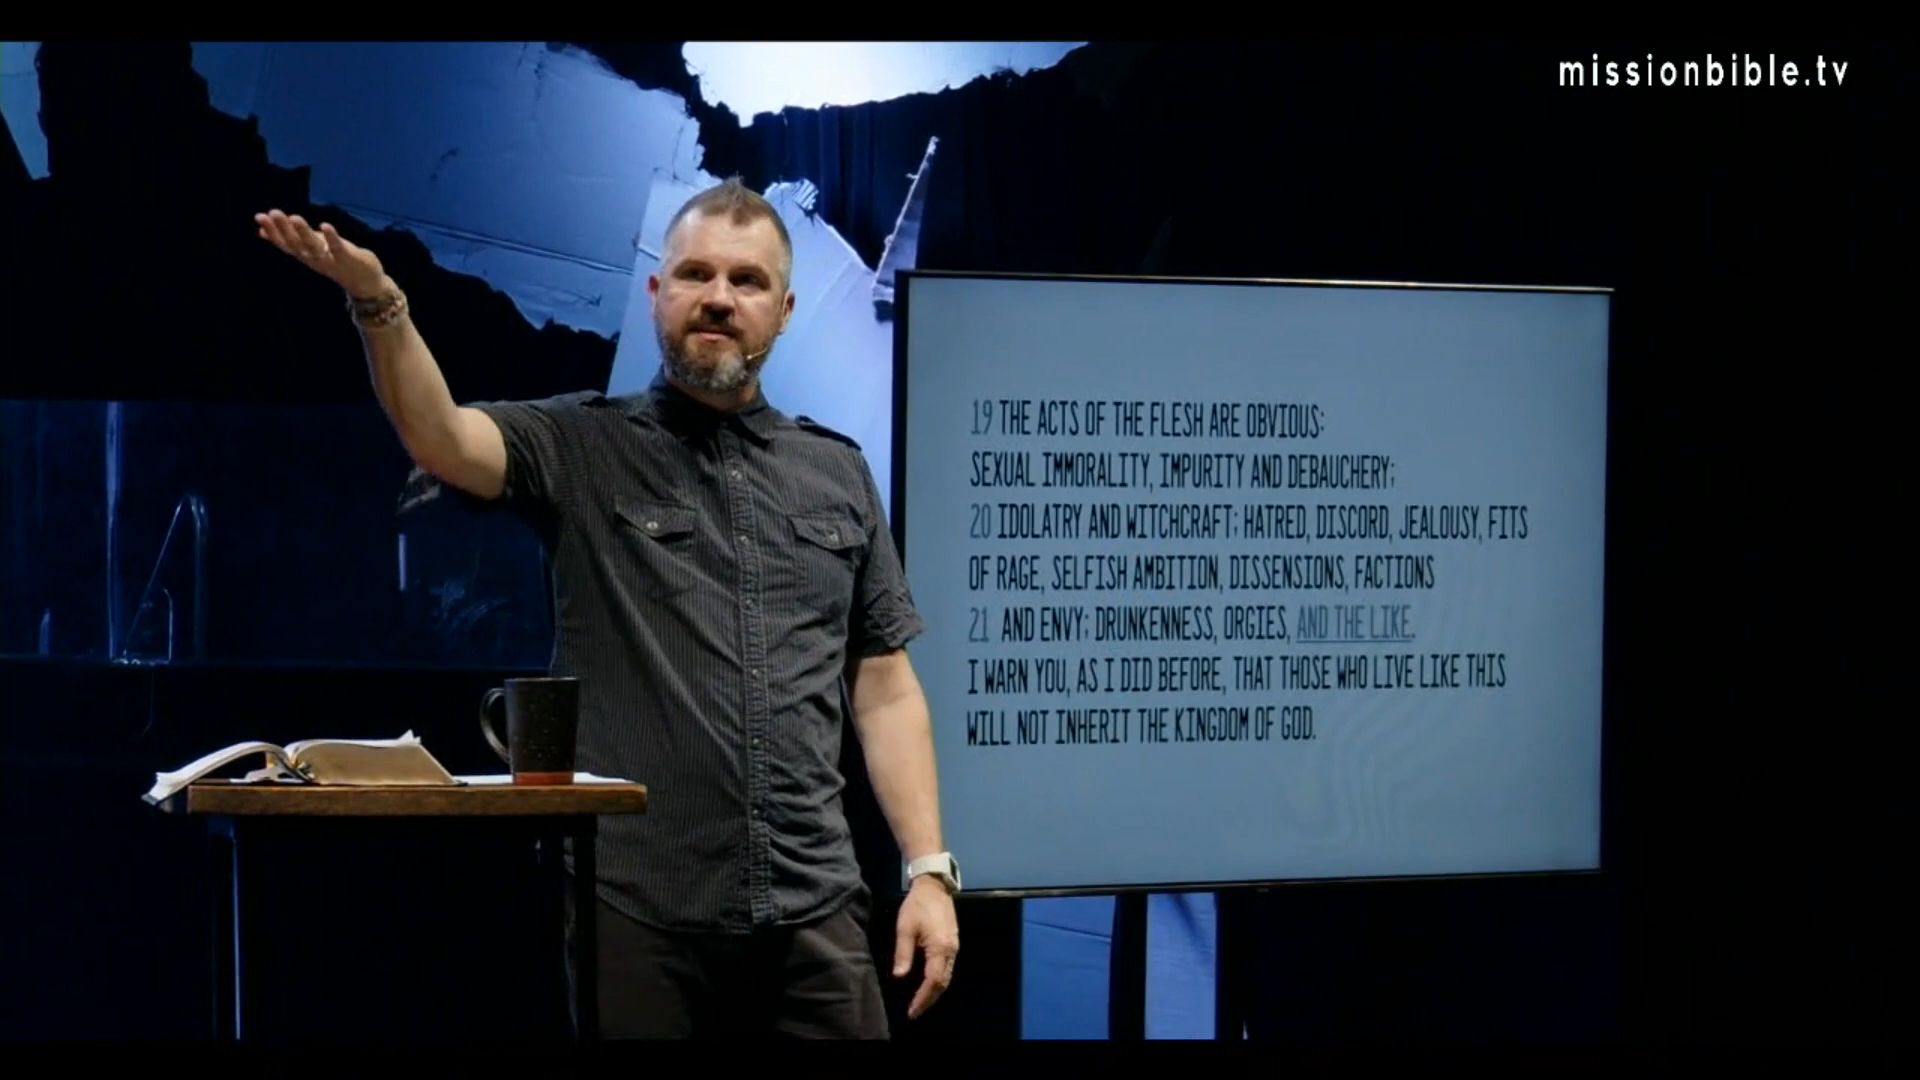 missionbible.tv
19 THE ACTS OF THE FLESH ARE OBVIOUS:
SEXUAL IMMORALITY, IMPURITY AND DEBAUCHERY;
20 IDOLATRY AND WITCHCRAFT; HATRED, DISCORD, JEALOUSY, FITS
OF RAGE, SELFISH AMBITION, DISSENSIONS, FACTIONS
21 AND ENVY; DRUNKENNESS, ORGIES, AND THE LIKE.
I WARN YOU, AS I DID BEFORE, THAT THOSE WHO LIVE LIKE THIS
WILL NOT INHERIT THE KINGDOM OF GOD.